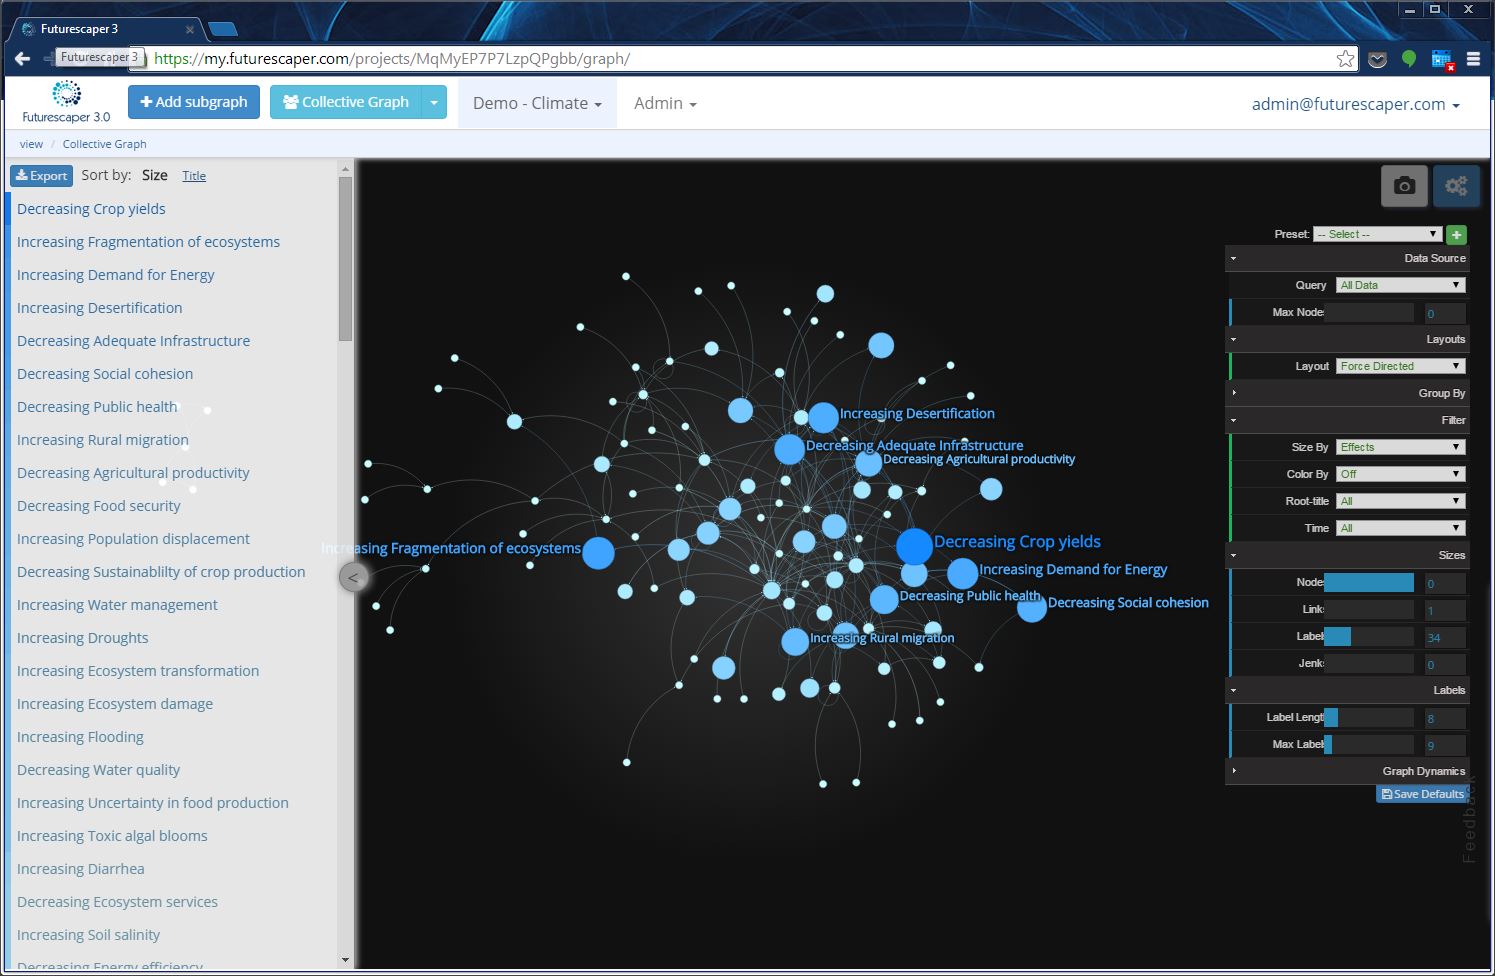 Futurescaper 3
Futurescaper 3
https://my.futurescaper.com/projects/MqMyEP7P7LzpQPgbb/graph/
Futurescaper 3.0
Add subgraph
Collective Graph
Demo - Climate
Admin
admin@futurescaper.com
view / Collective Graph
Export Sort by: Size Title
Decreasing Crop yields
Increasing Fragmentation of ecosystems
Increasing Demand for Energy
Increasing Desertification
Decreasing Adequate Infrastructure
Decreasing Social cohesion
Decreasing Public health
Increasing Rural migration
Decreasing Agricultural productivity
Decreasing Food security
Increasing Population displacement
Decreasing Sustainablilty of crop production
Increasing Water management
Increasing Droughts
Increasing Ecosystem transformation
Increasing Ecosystem damage
Increasing Flooding
Decreasing Water quality
Increasing Uncertainty in food production
Increasing Toxic algal blooms
Increasing Diarrhea
Decreasing Ecosystem services
Increasing Soil salinity
Decreasing Energy efficiency
Increasing Desertification
Decreasing Adequate Infrastructure
Decreasing Agricultural productivity
Decreasing Crop yields
Increasing Fragmentation of ecosystems
Increasing Demand for Energy
Decreasing Public health
Decreasing Social cohesion
Increasing Rural migration
<
Preset: -- Select -- +
Data Source
Query All Data
Max Nodes 0
Layouts
Layout Force Directed
Group By
Filter
Size By Effects
Color By Off
Root-title All
Time All
Sizes
Node 0
Link 1
Label 34
Jenk 0
Labels
Label Lengt 8
Max Label 9
Graph Dynamics
Save Defaults
Feedback